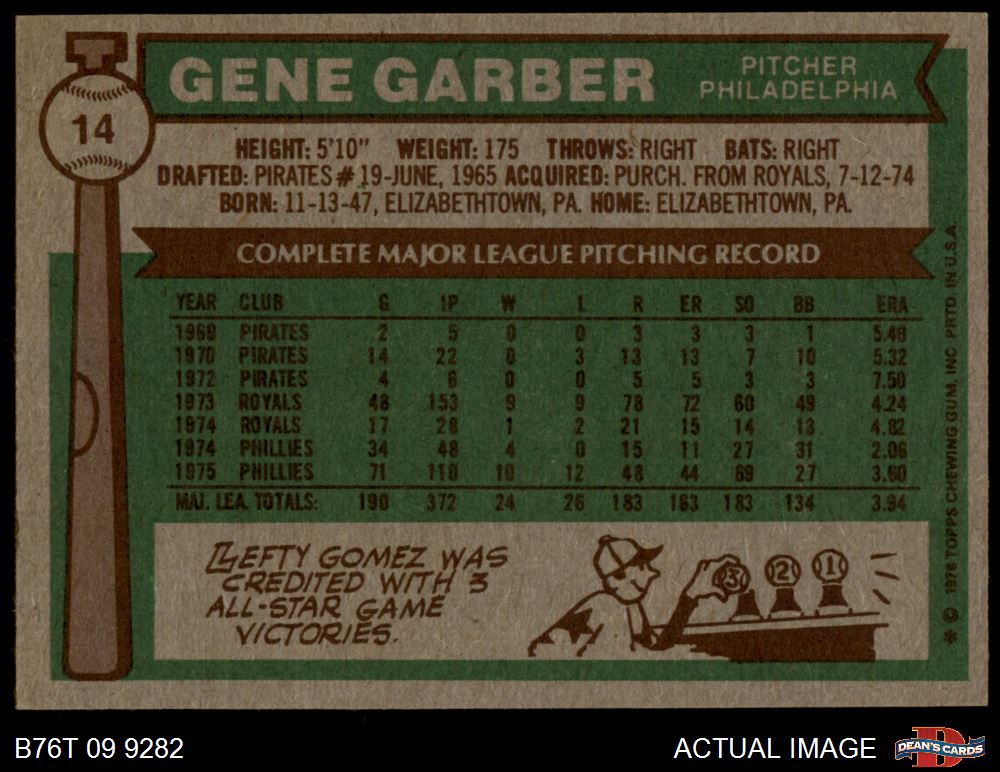 14
GENE GARBER
PITCHER
PHILADELPHIA
HEIGHT: 5'10" WEIGHT: 175 THROWS: RIGHT BATS: RIGHT
DRAFTED: PIRATES # 19-JUNE, 1965 ACQUIRED: PURCH. FROM ROYALS, 7-12-74
BORN: 11-13-47, ELIZABETHTOWN, PA. HOME: ELIZABETHTOWN, PA.
COMPLETE MAJOR LEAGUE PITCHING RECORD
YEAR CLUB G IP W L R ER SO BB ERA
1969 PIRATES 2 5 0 0 3 3 3 1 5.40
1970 PIRATES 14 22 0 3 13 13 7 10 5.32
1972 PIRATES 4 6 0 0 5 5 3 3 7.50
1973 ROYALS 48 153 9 9 78 72 60 49 4.24
1974 ROYALS 17 28 1 2 21 15 14 13 4.82
1974 PHILLIES 34 48 4 0 15 11 27 31 2.06
1975 PHILLIES 71 110 10 12 48 44 69 27 3.60
MAJ. LEA. TOTALS: 190 372 24 26 183 163 183 134 3.94
LEFTY GOMEZ WAS
CREDITED WITH 3
ALL-STAR GAME
VICTORIES.
3 2 1
* © 1976 TOPPS CHEWING GUM, INC PRTD. IN U.S.A.
B76T 09 9282
ACTUAL IMAGE
D
DEAN'S CARDS